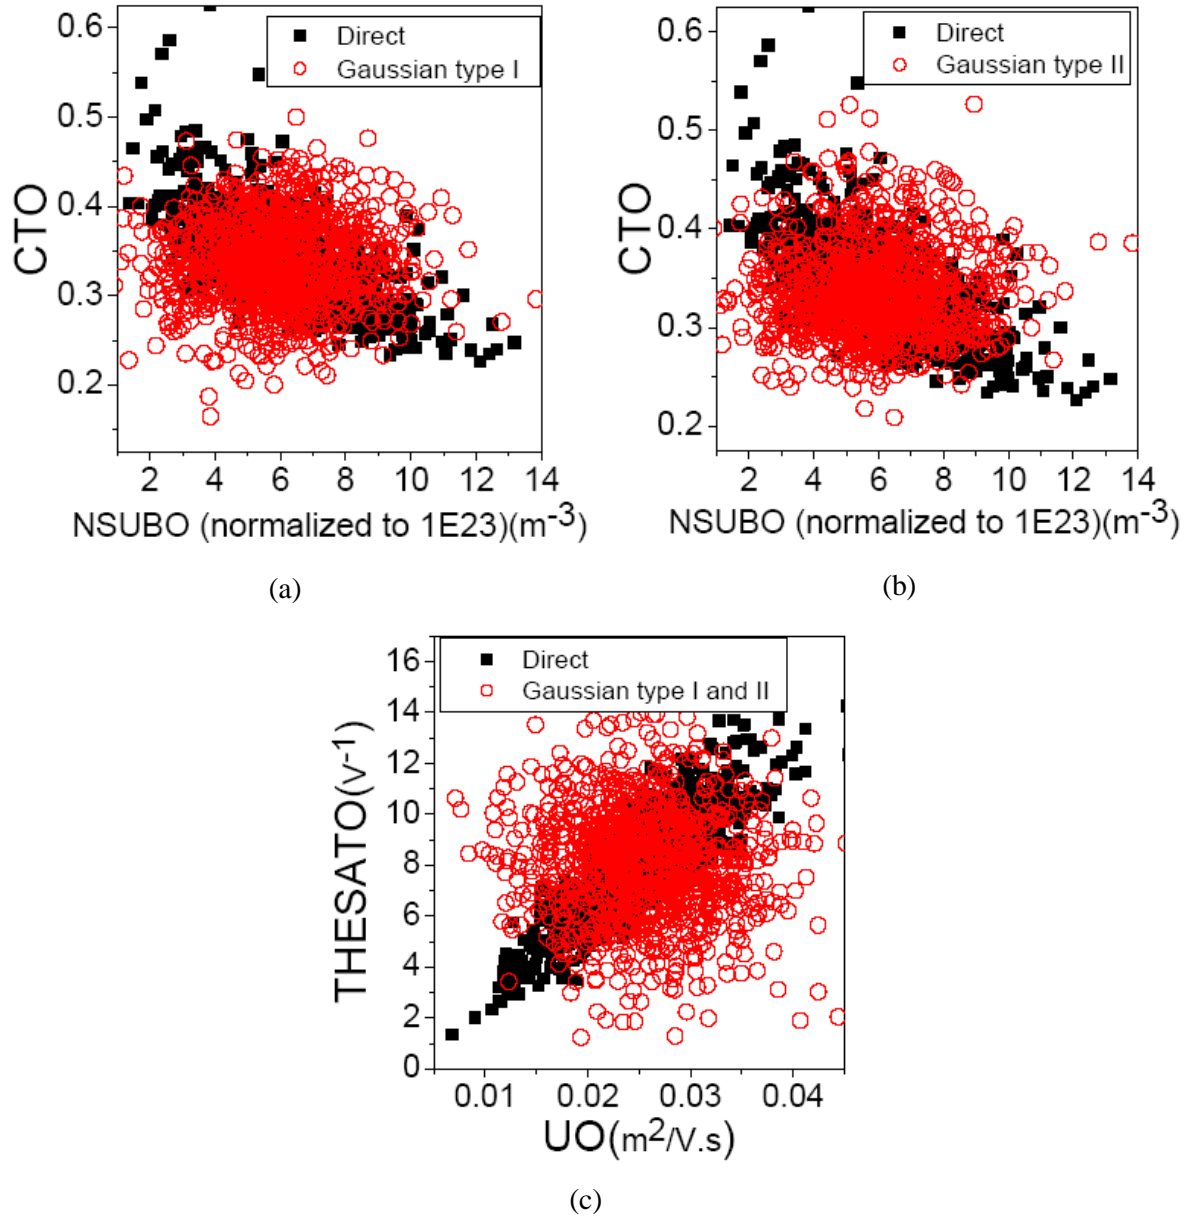 0.6
0.5
0.4
0.3
0.2
CTO
Direct
Gaussian type I
2 4 6 8 10 12 14
NSUBO (normalized to 1E23)(m⁻³)
(a)
0.6
0.5
0.4
0.3
0.2
CTO
Direct
Gaussian type II
2 4 6 8 10 12 14
NSUBO (normalized to 1E23)(m⁻³)
(b)
16
14
12
10
8
6
4
2
0
THESATO(v⁻¹)
Direct
Gaussian type I and II
0.01 0.02 0.03 0.04
UO(m²/V.s)
(c)